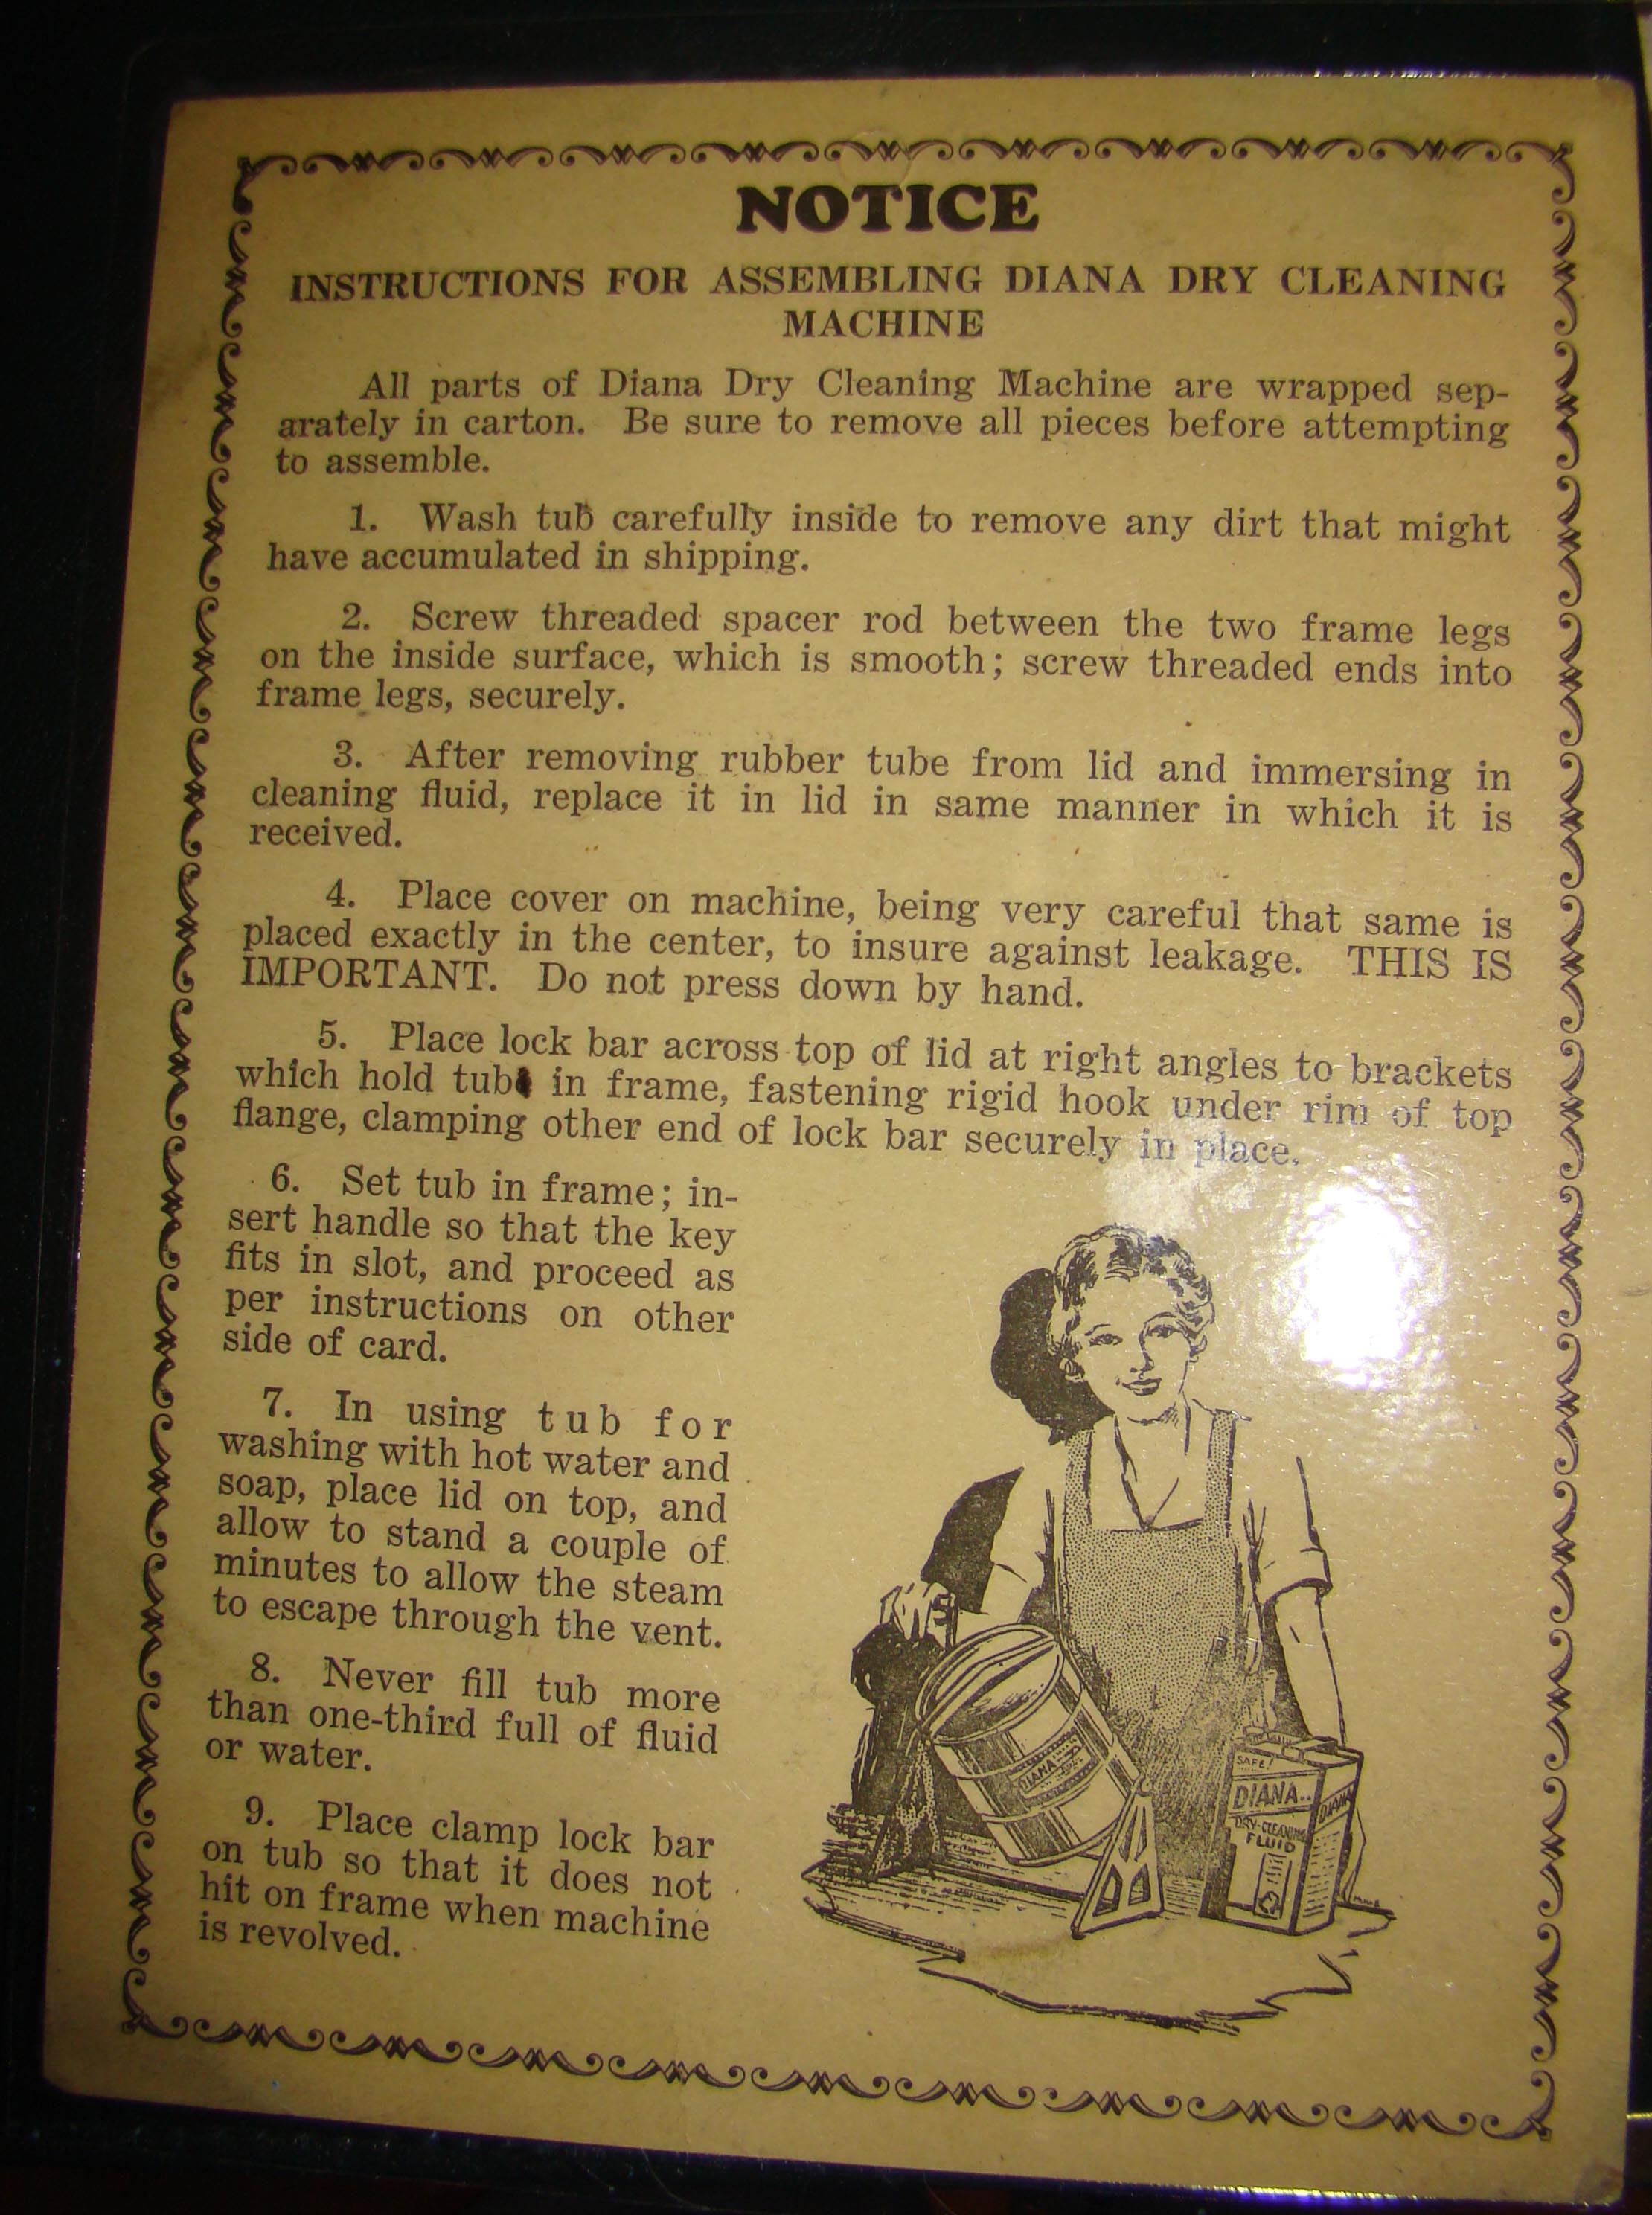 NOTICE
INSTRUCTIONS FOR ASSEMBLING DIANA DRY CLEANING
MACHINE
All parts of Diana Dry Cleaning Machine are wrapped sep-
arately in carton. Be sure to remove all pieces before attempting
to assemble.
1. Wash tub carefully inside to remove any dirt that might
have accumulated in shipping.
2. Screw threaded spacer rod between the two frame legs
on the inside surface, which is smooth; screw threaded ends into
frame legs, securely.
3. After removing rubber tube from lid and immersing in
cleaning fluid, replace it in lid in same manner in which it is
received.
4. Place cover on machine, being very careful that same is
placed exactly in the center, to insure against leakage. THIS IS
IMPORTANT. Do not press down by hand.
5. Place lock bar across top of lid at right angles to brackets
which hold tub in frame, fastening rigid hook under rim of top
flange, clamping other end of lock bar securely in place.
6. Set tub in frame; in-
sert handle so that the key
fits in slot, and proceed as
per instructions on other
side of card.
7. In using tub for
washing with hot water and
soap, place lid on top, and
allow to stand a couple of
minutes to allow the steam
to escape through the vent.
8. Never fill tub more
than one-third full of fluid
or water.
9. Place clamp lock bar
on tub so that it does not
hit on frame when machine
is revolved.
DIANA
SAFE!
DIANA..
DRY-CLEANING
FLUID
DIANA